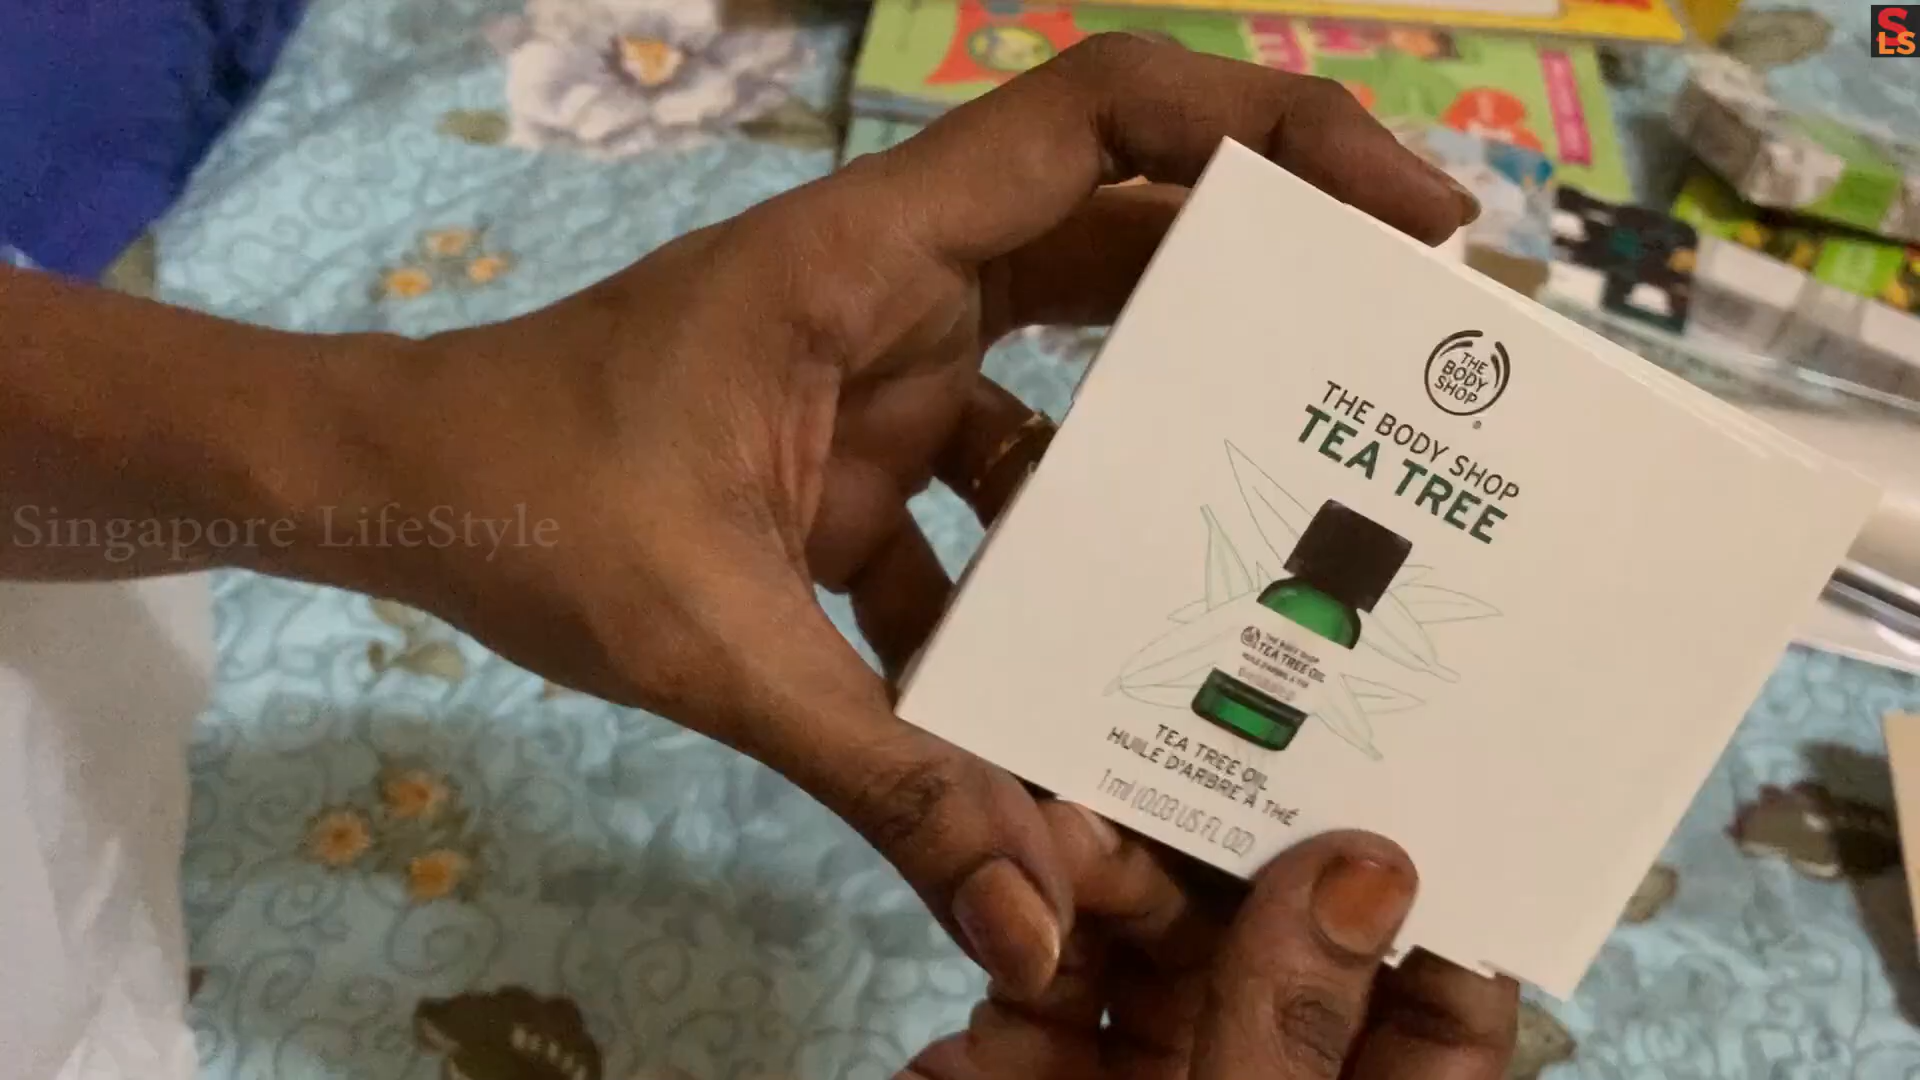 S
LS
THE
BODY
SHOP
THE BODY SHOP
TEA TREE
THE BODY SHOP
TEA TREE OIL
TEA TREE OIL
HUILE D'ARBRE À THÉ
1 ml (0.03 US FL OZ)
Singapore LifeStyle